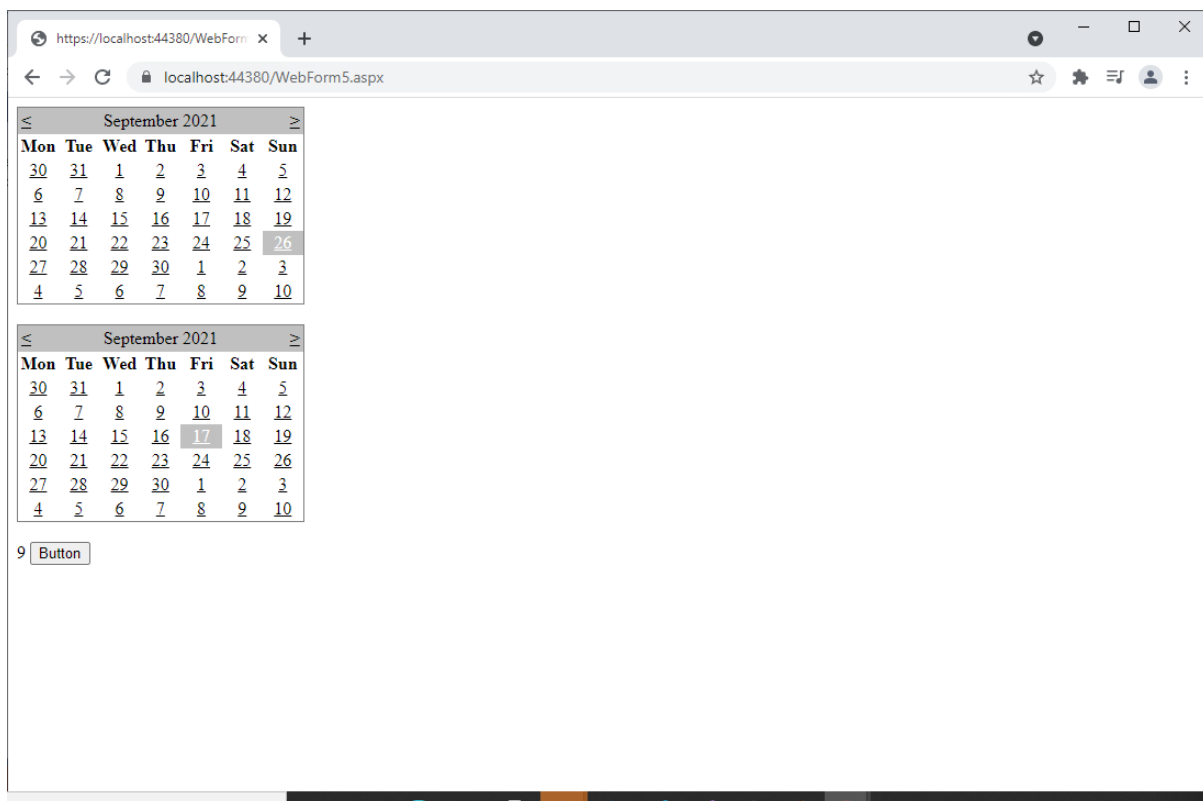 https://localhost:44380/WebForm
localhost:44380/WebForm5.aspx
< September 2021 >
Mon Tue Wed Thu Fri Sat Sun
30 31 1 2 3 4 5
6 7 8 9 10 11 12
13 14 15 16 17 18 19
20 21 22 23 24 25 26
27 28 29 30 1 2 3
4 5 6 7 8 9 10
< September 2021 >
Mon Tue Wed Thu Fri Sat Sun
30 31 1 2 3 4 5
6 7 8 9 10 11 12
13 14 15 16 17 18 19
20 21 22 23 24 25 26
27 28 29 30 1 2 3
4 5 6 7 8 9 10
9 Button